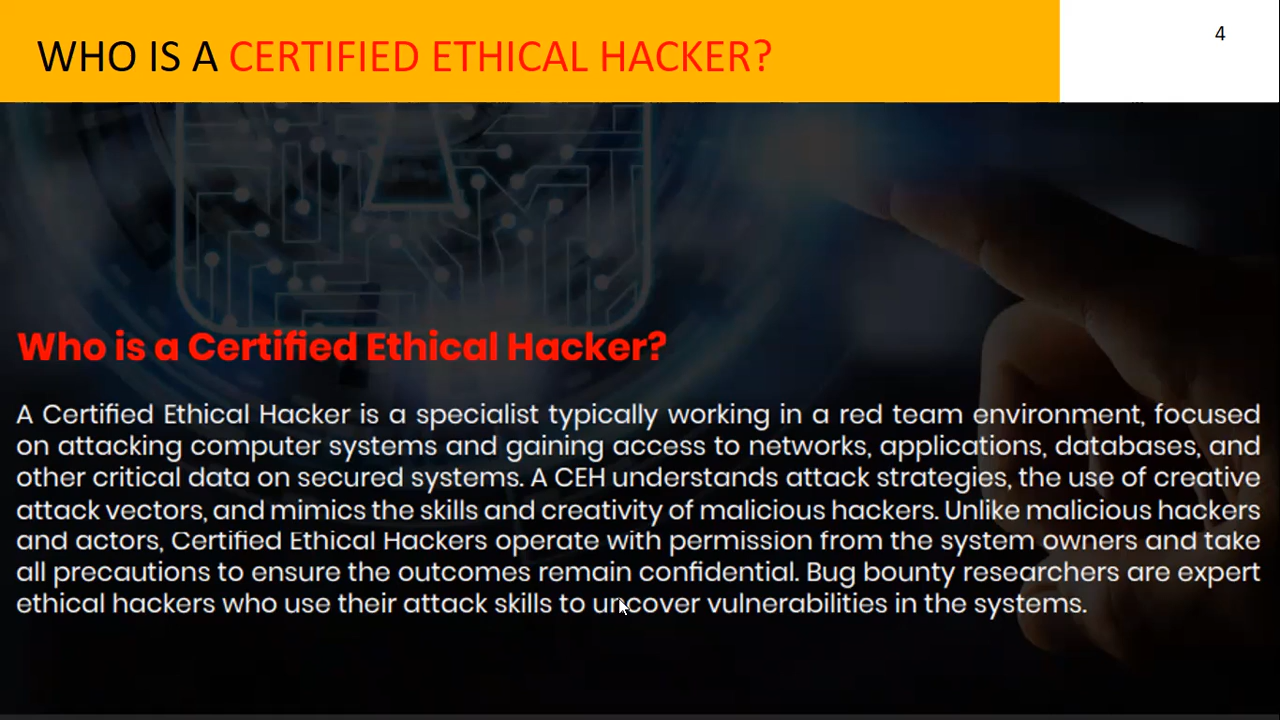 WHO IS A CERTIFIED ETHICAL HACKER?
4
Who is a Certified Ethical Hacker?
A Certified Ethical Hacker is a specialist typically working in a red team environment, focused
on attacking computer systems and gaining access to networks, applications, databases, and
other critical data on secured systems. A CEH understands attack strategies, the use of creative
attack vectors, and mimics the skills and creativity of malicious hackers. Unlike malicious hackers
and actors, Certified Ethical Hackers operate with permission from the system owners and take
all precautions to ensure the outcomes remain confidential. Bug bounty researchers are expert
ethical hackers who use their attack skills to uncover vulnerabilities in the systems.